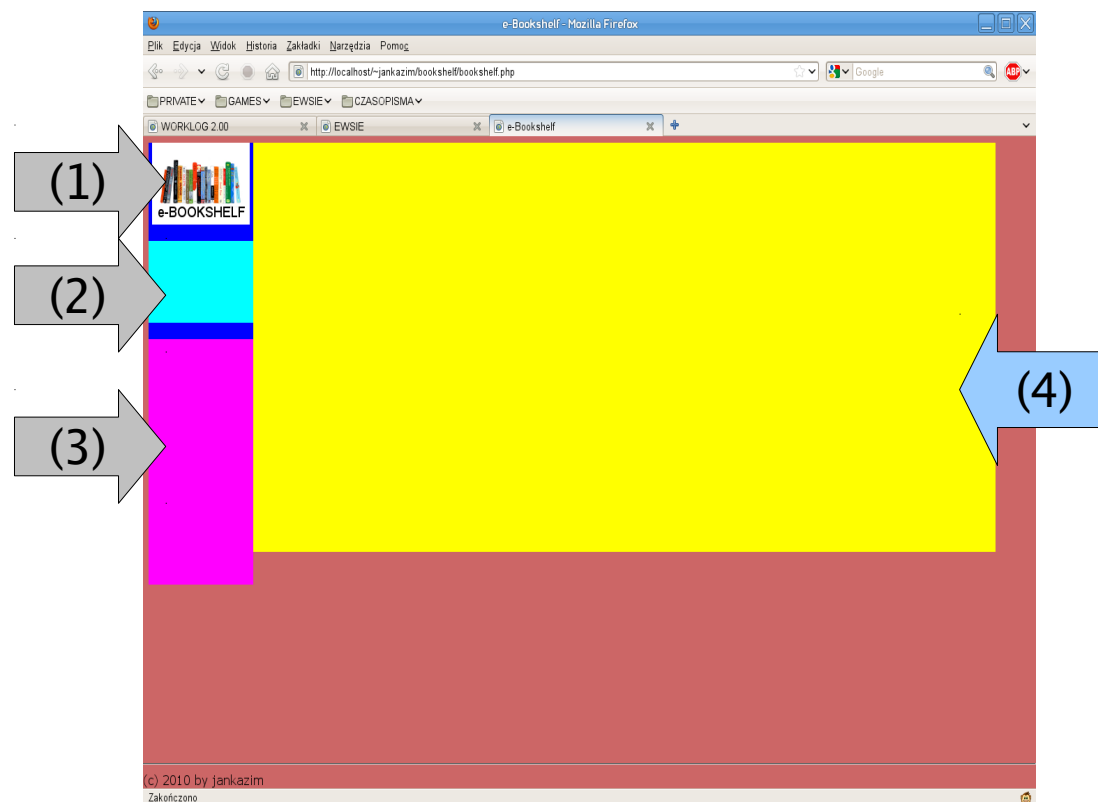 e-Bookshelf - Mozilla Firefox
Plik Edycja Widok Historia Zakładki Narzędzia Pomoc
http://localhost/~jankazim/bookshelf/bookshelf.php Google ABP
PRIVATE GAMES EWSIE CZASOPISMA
WORKLOG 2.00 EWSIE e-Bookshelf
(1)
e-BOOKSHELF
(2)
(4)
(3)
(c) 2010 by jankazim
Zakończono